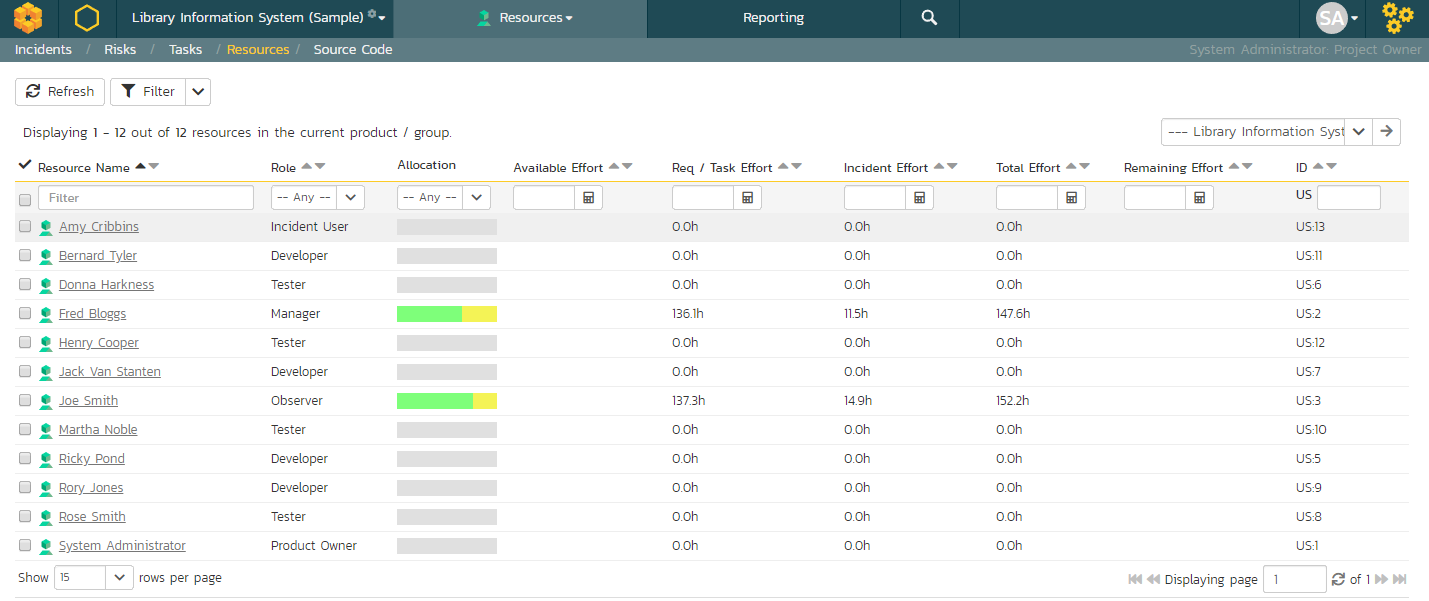 Library Information System (Sample) Resources Reporting SA
Incidents / Risks / Tasks / Resources / Source Code System Administrator: Project Owner
Refresh Filter
Displaying 1 - 12 out of 12 resources in the current product / group. --- Library Information Syst
Resource Name Role Allocation Available Effort Req / Task Effort Incident Effort Total Effort Remaining Effort ID
Filter -- Any -- -- Any -- US
Amy Cribbins Incident User 0.0h 0.0h 0.0h US:13
Bernard Tyler Developer 0.0h 0.0h 0.0h US:11
Donna Harkness Tester 0.0h 0.0h 0.0h US:6
Fred Bloggs Manager 136.1h 11.5h 147.6h US:2
Henry Cooper Tester 0.0h 0.0h 0.0h US:12
Jack Van Stanten Developer 0.0h 0.0h 0.0h US:7
Joe Smith Observer 137.3h 14.9h 152.2h US:3
Martha Noble Tester 0.0h 0.0h 0.0h US:10
Ricky Pond Developer 0.0h 0.0h 0.0h US:5
Rory Jones Developer 0.0h 0.0h 0.0h US:9
Rose Smith Tester 0.0h 0.0h 0.0h US:8
System Administrator Product Owner 0.0h 0.0h 0.0h US:1
Show 15 rows per page Displaying page 1 of 1